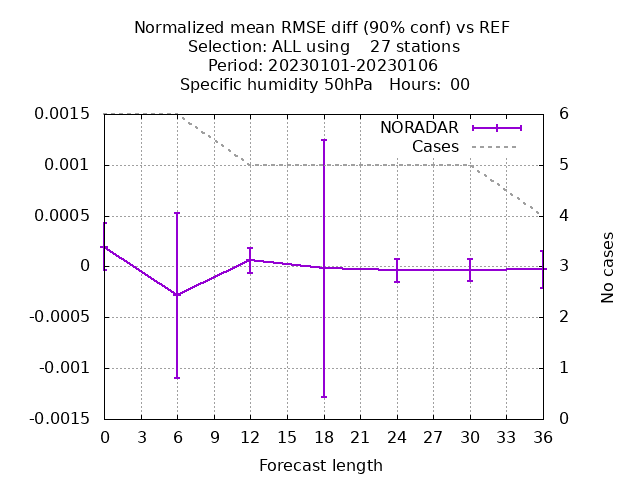 Normalized mean RMSE diff (90% conf) vs REF
Selection: ALL using    27 stations
Period: 20230101-20230106
Specific humidity 50hPa   Hours:  00
NORADAR
Cases
0.0015
0.001
0.0005
0
-0.0005
-0.001
-0.0015
6
5
4
3
2
1
0
No cases
0 3 6 9 12 15 18 21 24 27 30 33 36
Forecast length